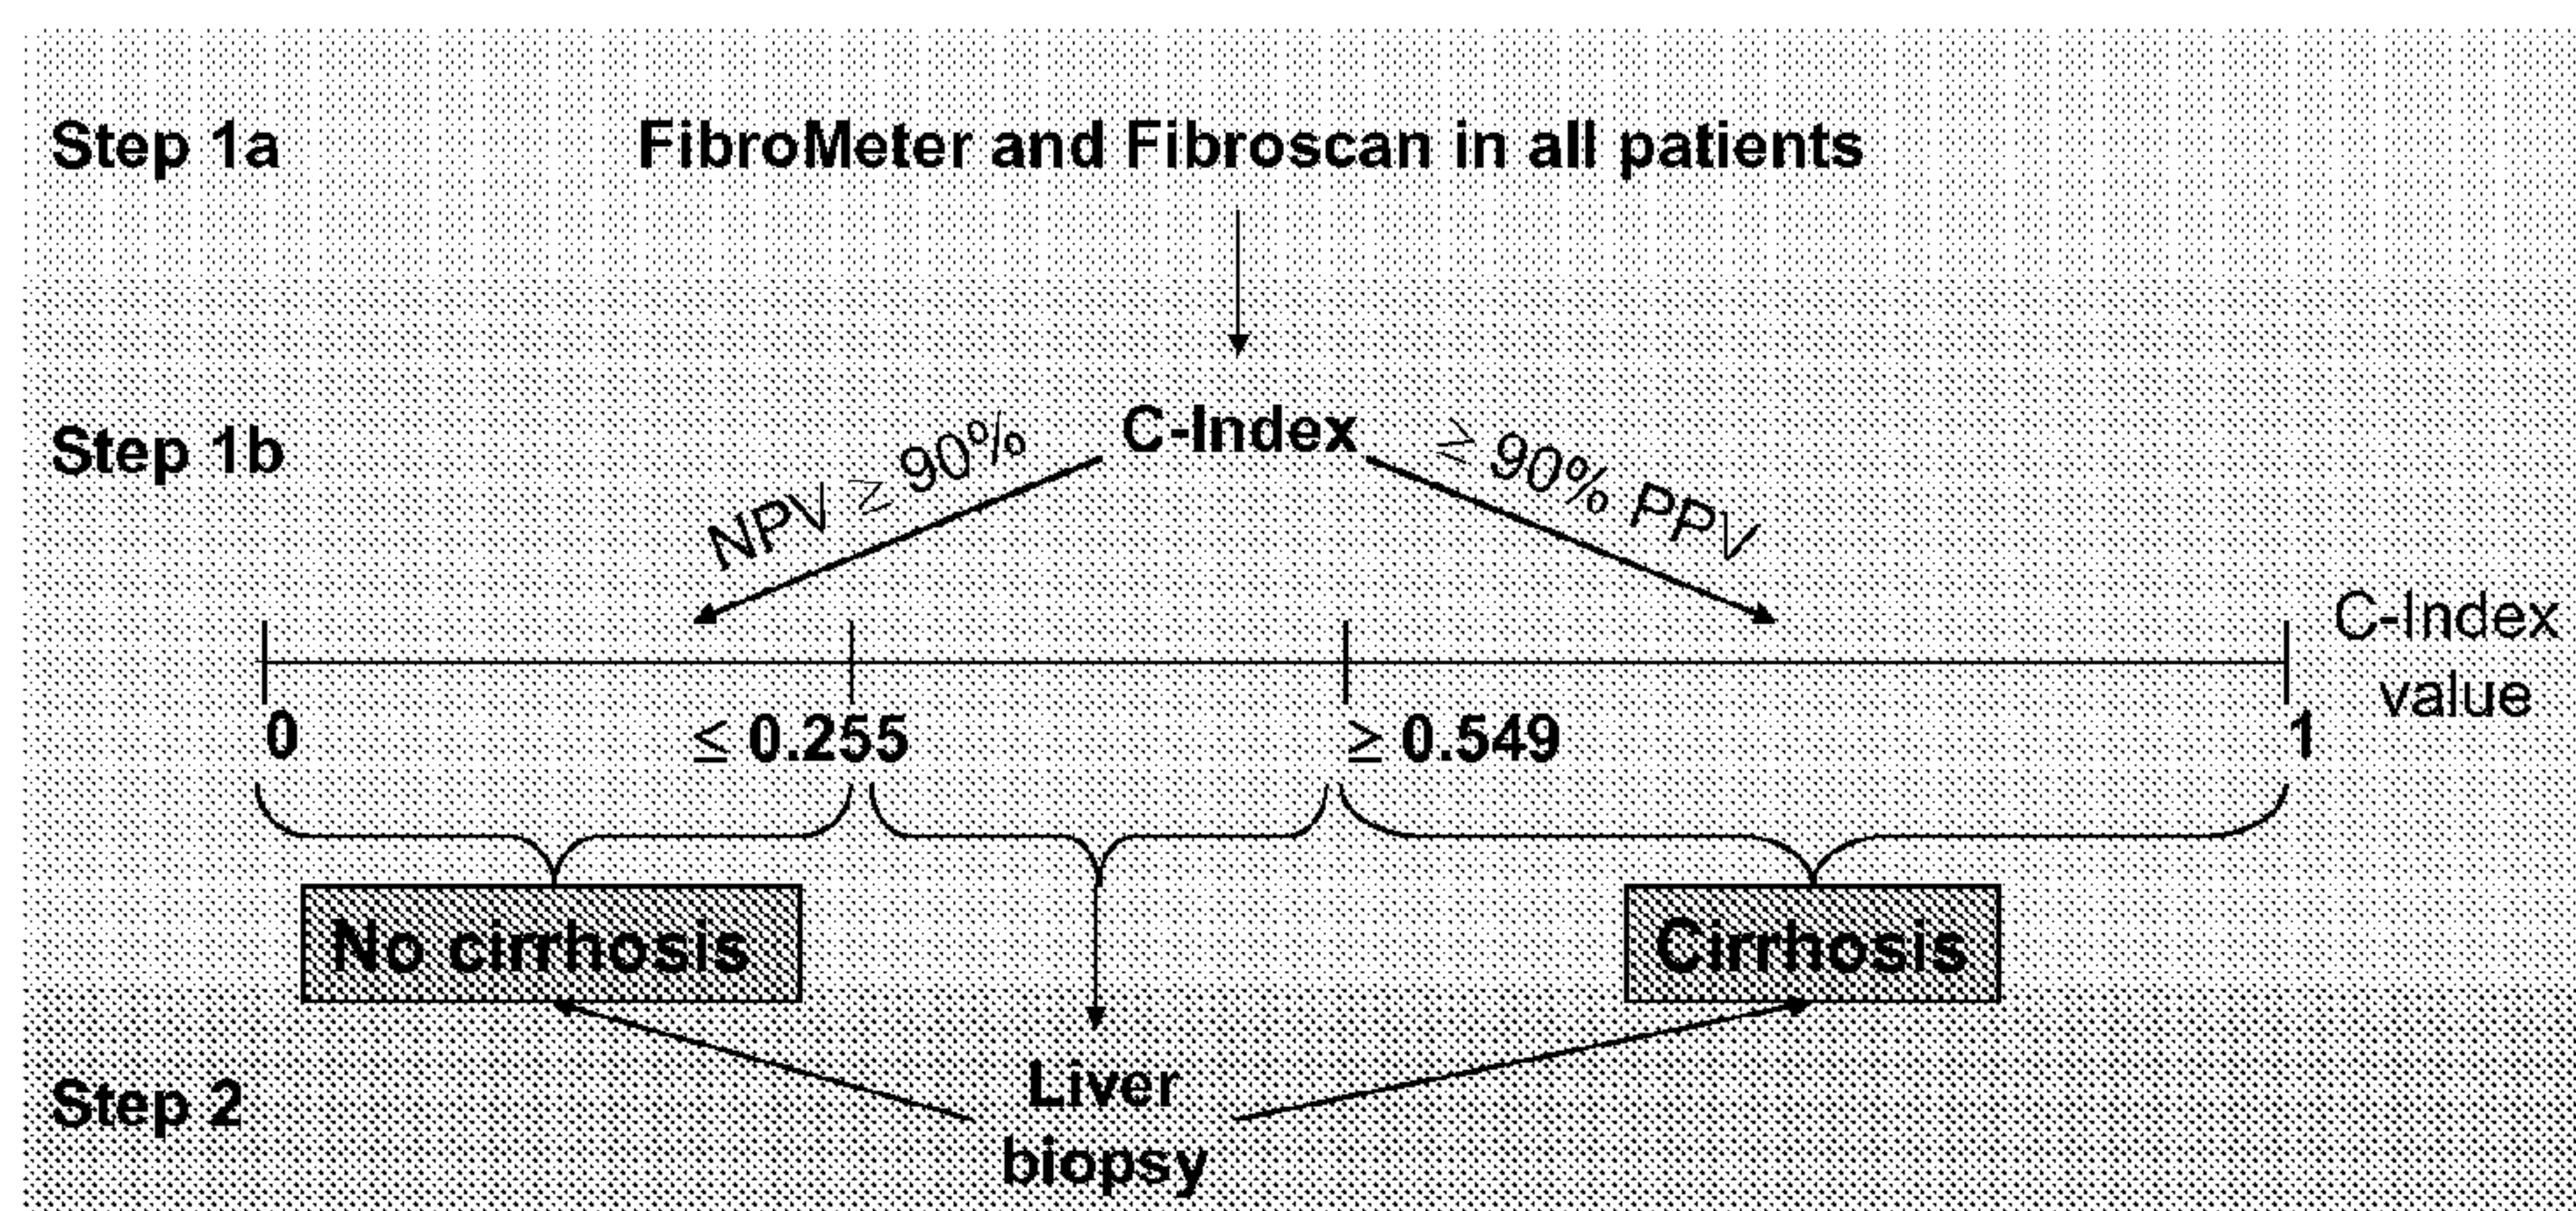 Step 1a
FibroMeter and Fibroscan in all patients
Step 1b
C-Index
NPV ≥ 90%
≥ 90% PPV
C-Index
value
0
≤ 0.255
≥ 0.549
1
No cirrhosis
Cirrhosis
Step 2
Liver
biopsy